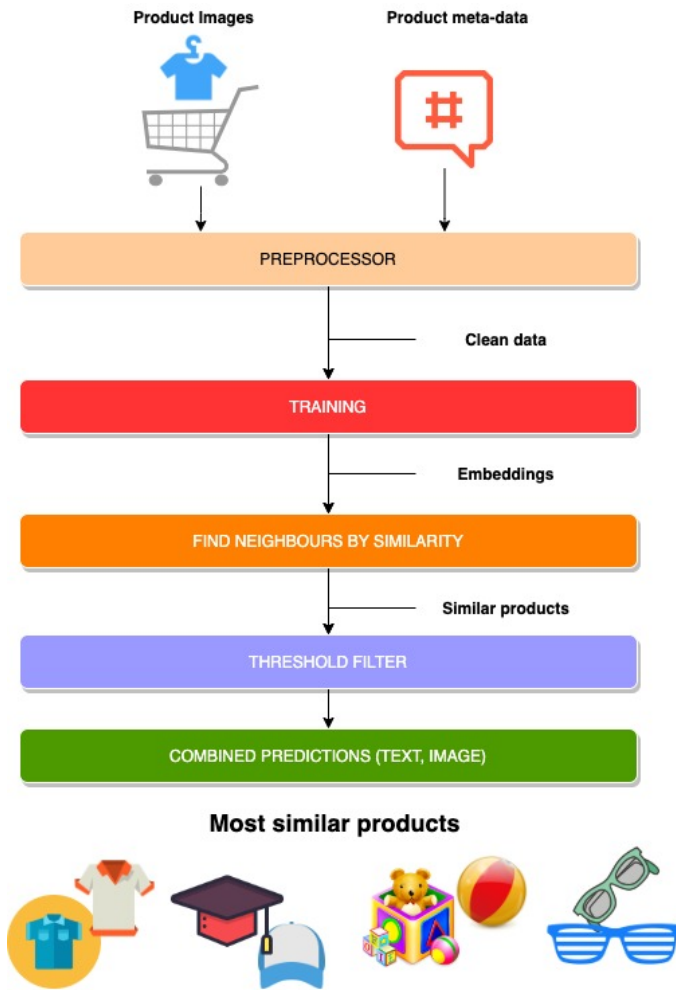 Product Images
Product meta-data
PREPROCESSOR
Clean data
TRAINING
Embeddings
FIND NEIGHBOURS BY SIMILARITY
Similar products
THRESHOLD FILTER
COMBINED PREDICTIONS (TEXT, IMAGE)
Most similar products